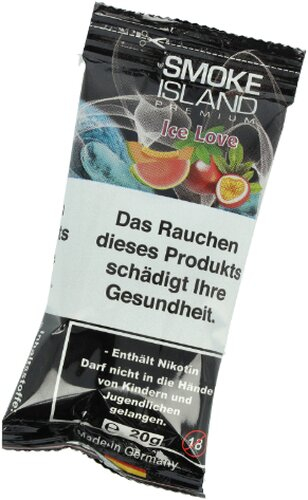 SMOKE
ISLAND
PREMIUM
Ice Love
Das Rauchen
dieses Produkts
schädigt Ihre
Gesundheit.
- Enthält Nikotin
Darf nicht in die Hände
von Kindern und
Jugendlichen
gelangen.
e 20g
18
Made in Germany
Inhaltsstoffe: